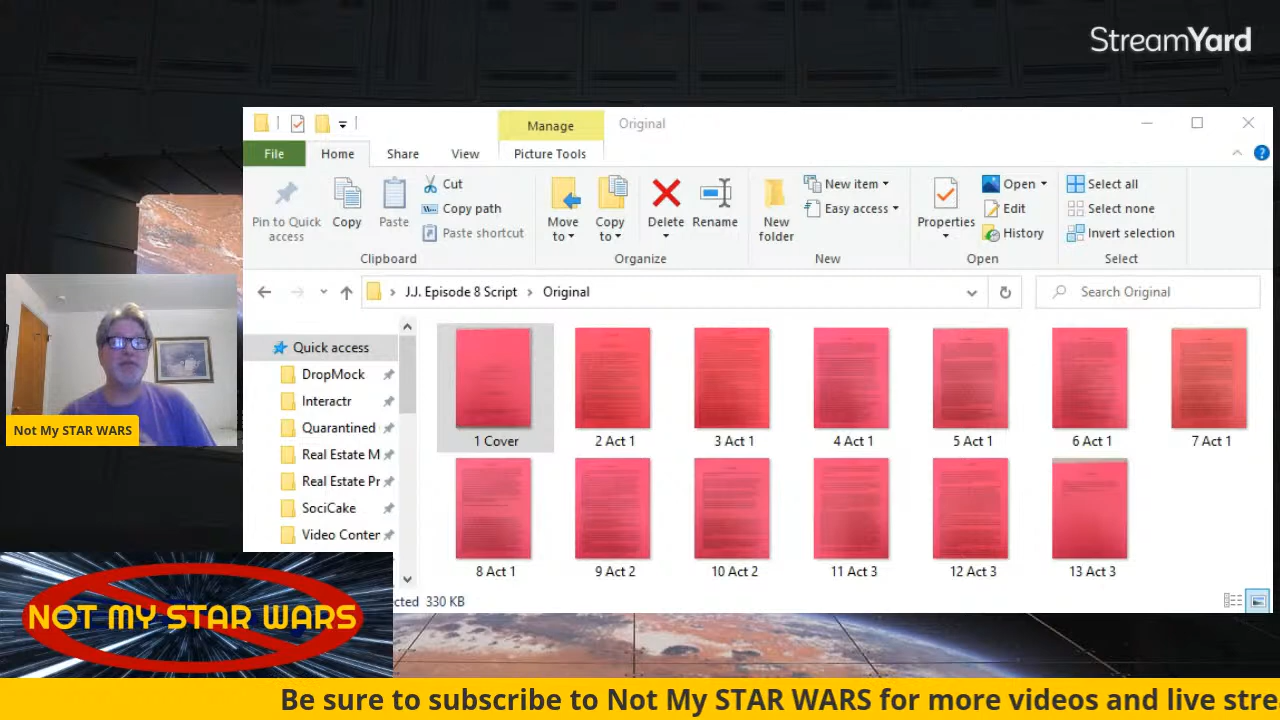 StreamYard
Manage
Original
File
Home
Share
View
Picture Tools
Pin to Quick
access
Copy
Paste
Cut
Copy path
Paste shortcut
Move
to
Copy
to
Delete
Rename
New
folder
New item
Easy access
Properties
Open
Edit
History
Select all
Select none
Invert selection
Clipboard
Organize
New
Open
Select
J.J. Episode 8 Script
Original
Search Original
Quick access
DropMock
Interactr
Quarantined
Real Estate M
Real Estate Pr
SociCake
Video Conter
1 Cover
2 Act 1
3 Act 1
4 Act 1
5 Act 1
6 Act 1
7 Act 1
8 Act 1
9 Act 2
10 Act 2
11 Act 3
12 Act 3
13 Act 3
cted 330 KB
Not My STAR WARS
NOT MY STAR WARS
Be sure to subscribe to Not My STAR WARS for more videos and live stre